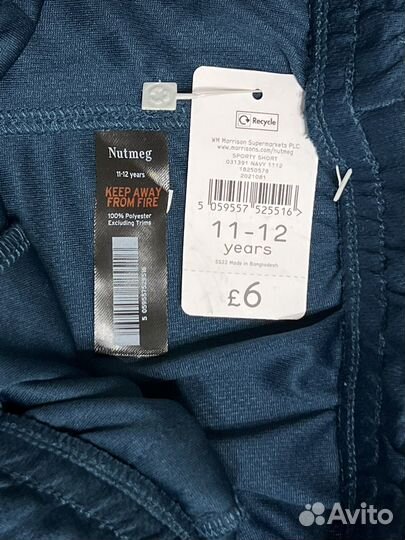 Nutmeg
11-12 years
KEEP AWAY
FROM FIRE
100% Polyester
Excluding Trims
5 059557525516
Recycle
WM Morrison Supermarkets PLC
www.morrisons.com/nutmeg
SPORTY SHORT
031391 NAVY 1112
18250578
2021081
5 059557 525516 >
11-12
years
SS22 Made in Bangladesh
£6
Avito